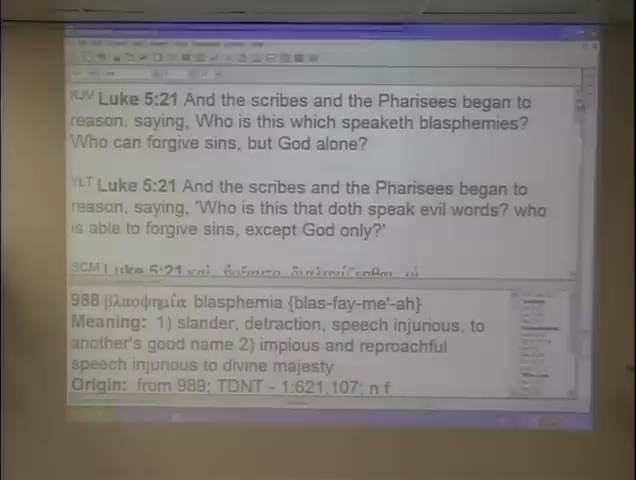 KJV Luke 5:21 And the scribes and the Pharisees began to
reason, saying, Who is this which speaketh blasphemies?
Who can forgive sins, but God alone?
YLT Luke 5:21 And the scribes and the Pharisees began to
reason, saying, 'Who is this that doth speak evil words? who
is able to forgive sins, except God only?'
SCM Luke 5:21 καὶ
988 βλασφημία blasphemia {blas-fay-me'-ah}
Meaning: 1) slander, detraction, speech injurious, to
another's good name 2) impious and reproachful
speech injurious to divine majesty
Origin: from 989; TDNT - 1:621,107; n f